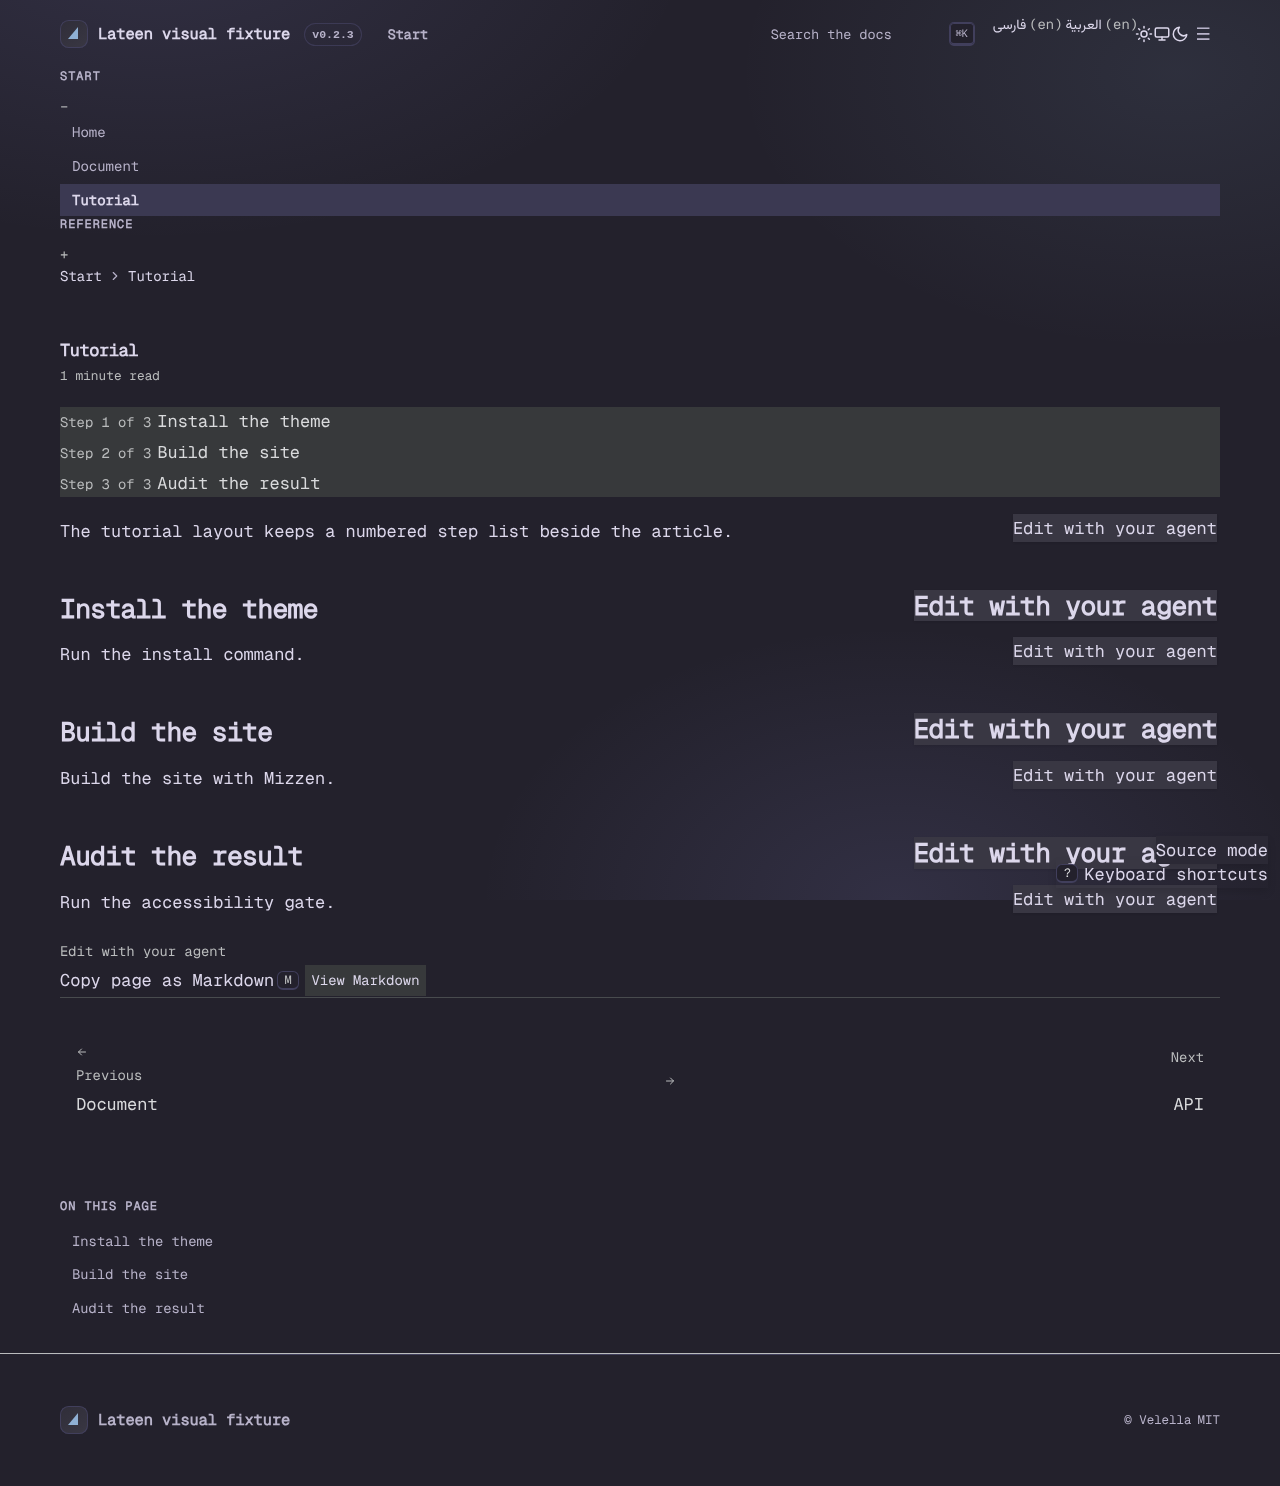 Lateen visual fixture v0.2.3 Start Search the docs ⌘K العربية (en) فارسی (en)
START
−
Home
Document
Tutorial
REFERENCE
+
Start › Tutorial
Tutorial
1 minute read
Step 1 of 3 Install the theme
Step 2 of 3 Build the site
Step 3 of 3 Audit the result
The tutorial layout keeps a numbered step list beside the article. Edit with your agent
Install the theme Edit with your agent
Run the install command. Edit with your agent
Build the site Edit with your agent
Build the site with Mizzen. Edit with your agent
Audit the result Edit with your ag
Source mode
? Keyboard shortcuts
Run the accessibility gate. Edit with your agent
Edit with your agent
Copy page as Markdown M View Markdown
←
Previous
Document
→
Next
API
ON THIS PAGE
Install the theme
Build the site
Audit the result
Lateen visual fixture © Velella MIT